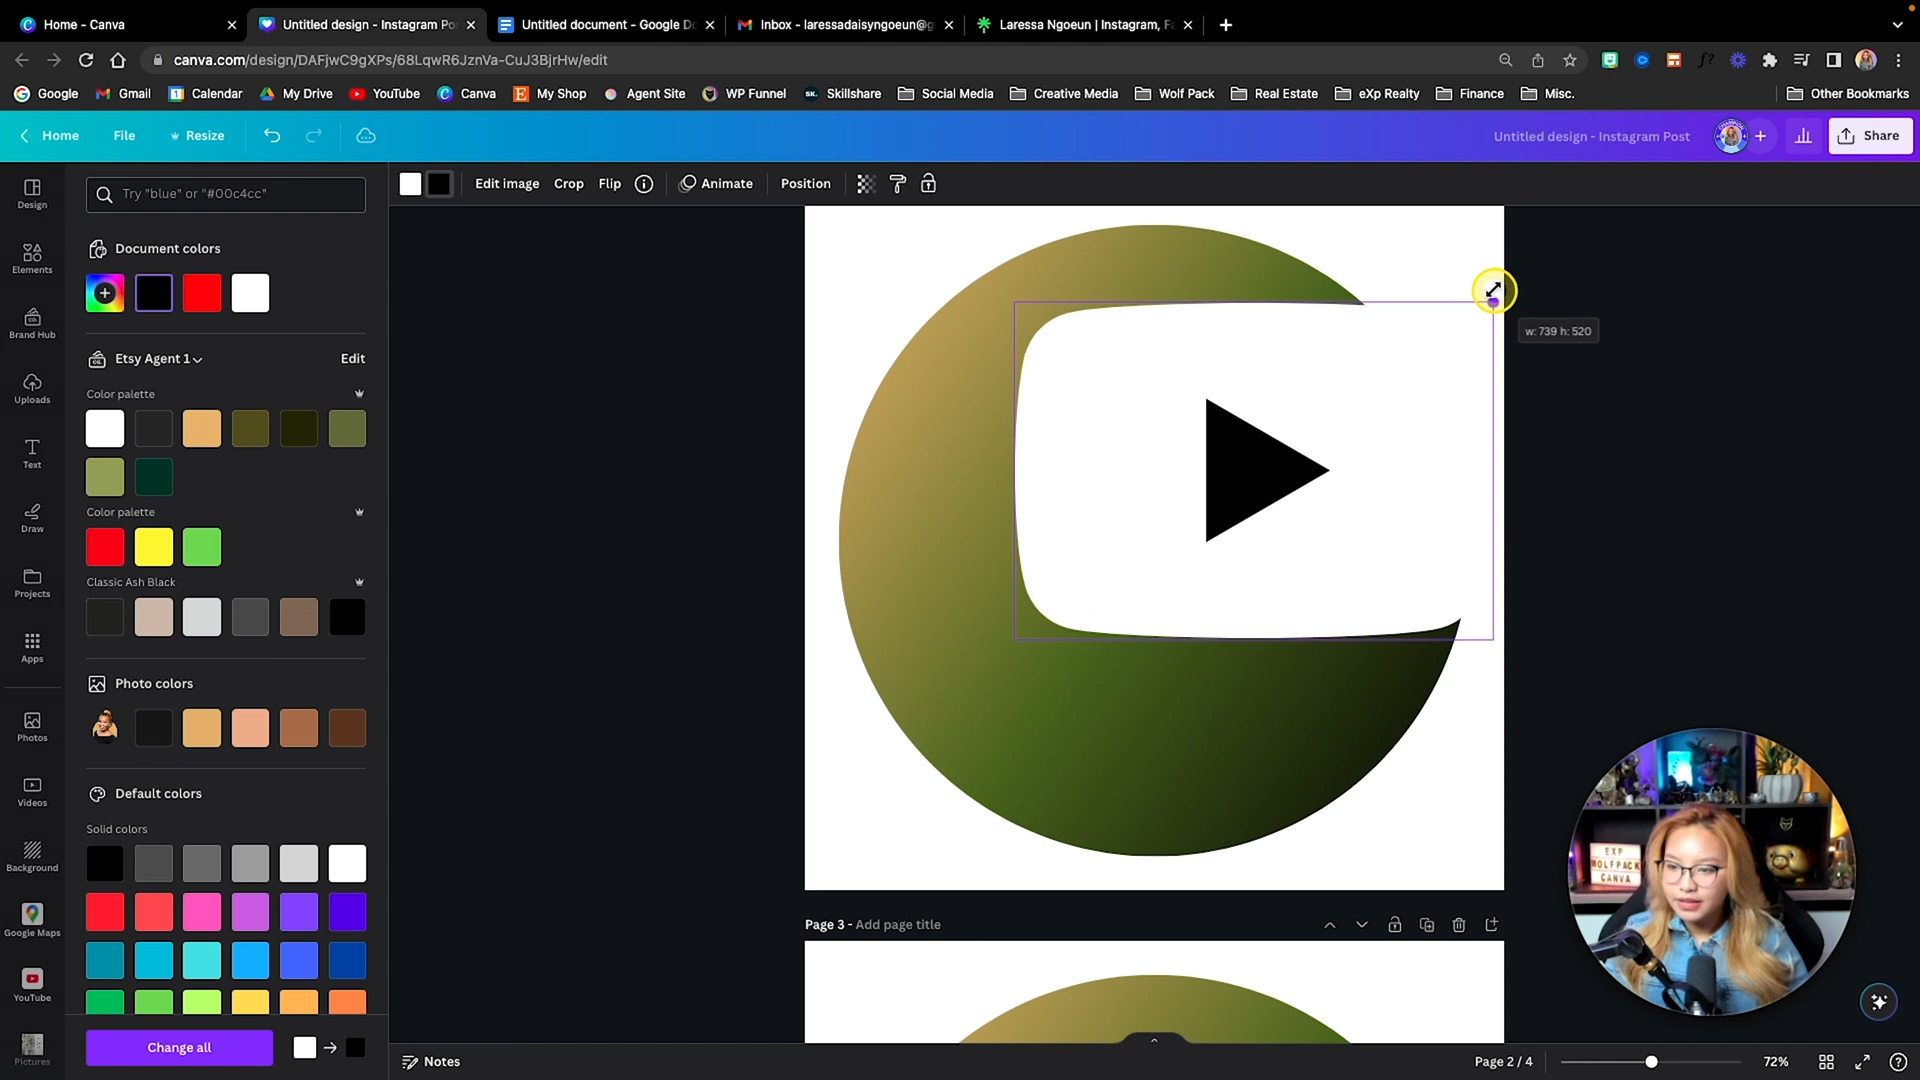 Home - Canva
Untitled design - Instagram Po
Untitled document - Google Do
Inbox - laressadaisyngoeun@g
Laressa Ngoeun | Instagram, Fa
canva.com/design/DAFjwC9gXPs/68LqwR6JznVa-CuJ3BjrHw/edit
Google
Gmail
Calendar
My Drive
YouTube
Canva
My Shop
Agent Site
WP Funnel
Skillshare
Social Media
Creative Media
Wolf Pack
Real Estate
eXp Realty
Finance
Misc.
Other Bookmarks
Home
File
Resize
Untitled design - Instagram Post
Share
Edit image
Crop
Flip
Animate
Position
Design
Elements
Brand Hub
Uploads
Text
Draw
Projects
Apps
Photos
Videos
Background
Google Maps
YouTube
Pictures
Try "blue" or "#00c4cc"
Document colors
Etsy Agent 1
Edit
Color palette
Color palette
Classic Ash Black
Photo colors
Default colors
Solid colors
Change all
w: 739 h: 520
Page 3 - Add page title
EXP
WOLFPACK
CANVA
Notes
Page 2 / 4
72%